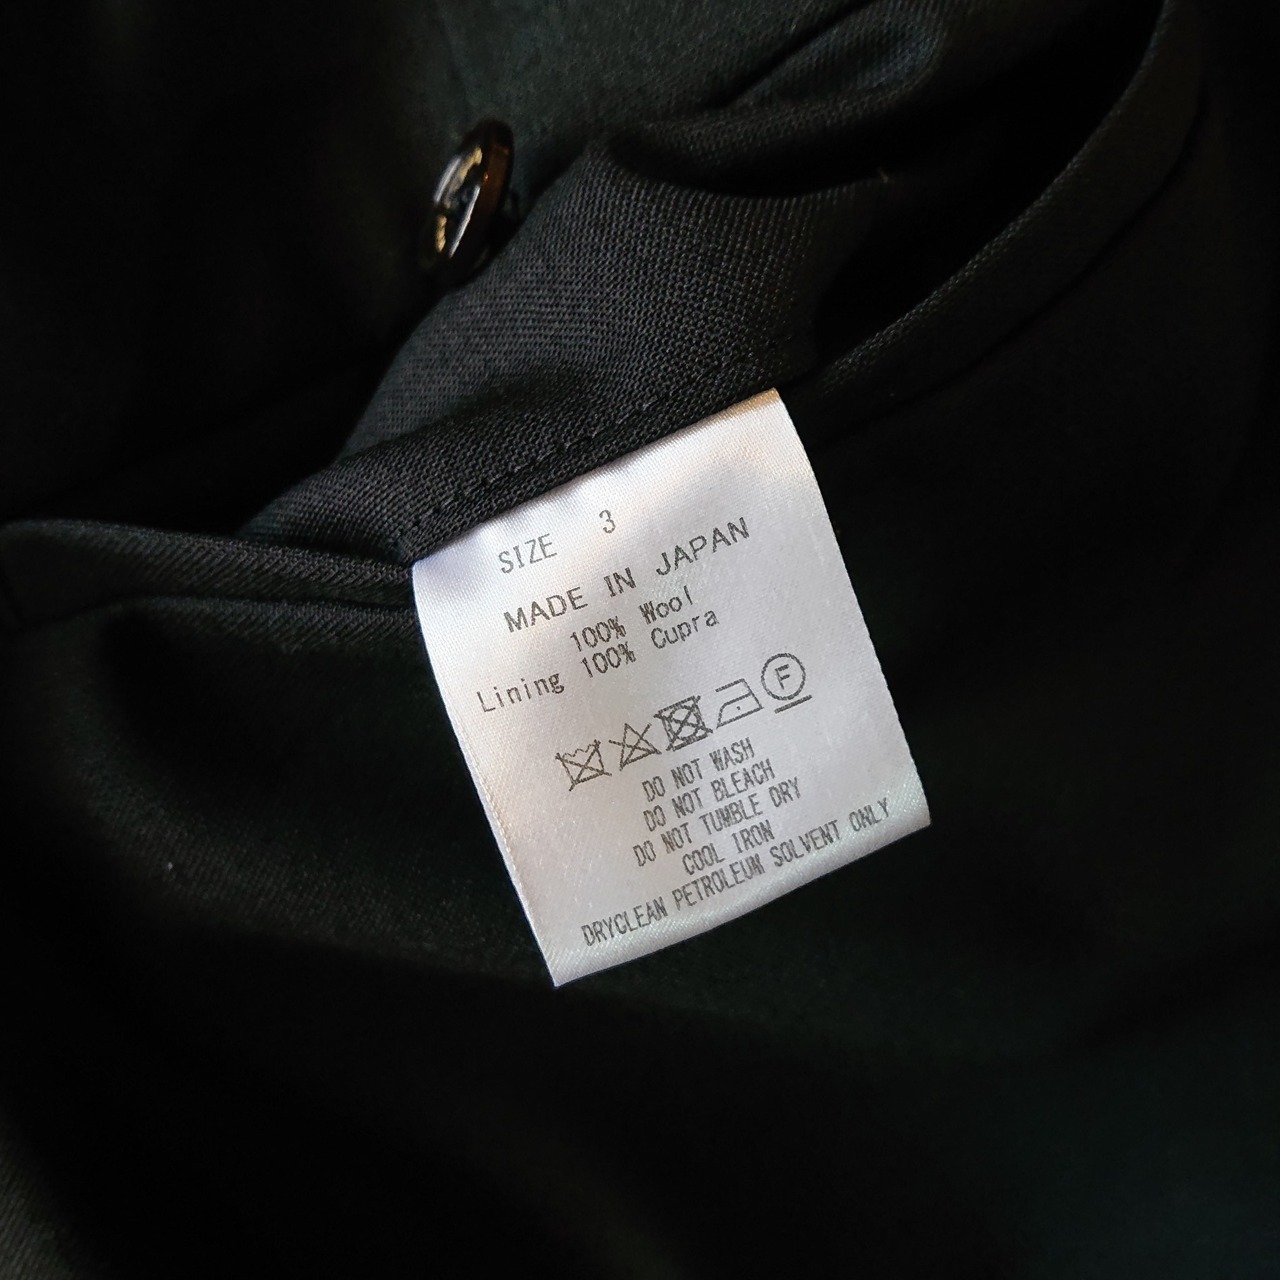 SIZE 3
MADE IN JAPAN
100% Wool
Lining 100% Cupra
F
DO NOT WASH
DO NOT BLEACH
DO NOT TUMBLE DRY
COOL IRON
DRYCLEAN PETROLEUM SOLVENT ONLY